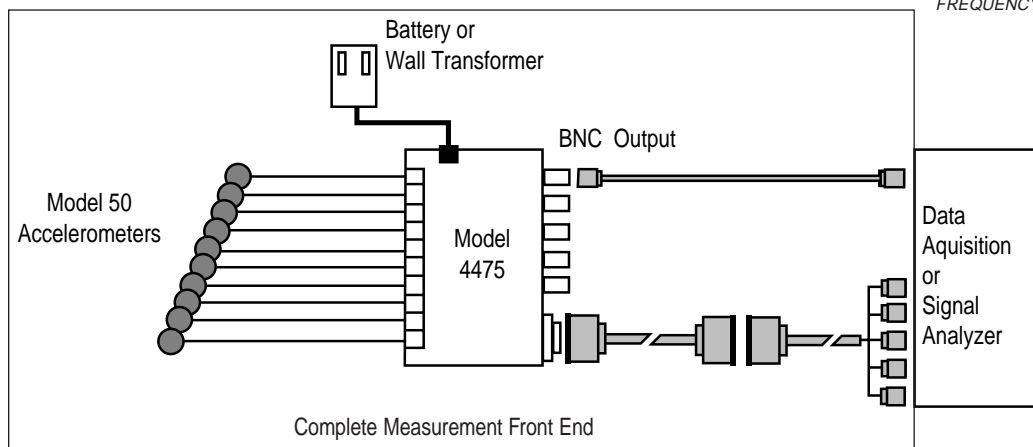 FREQUENCY
Battery or
Wall Transformer
BNC Output
Model 50
Accelerometers
Model
4475
Data
Aquisition
or
Signal
Analyzer
Complete Measurement Front End